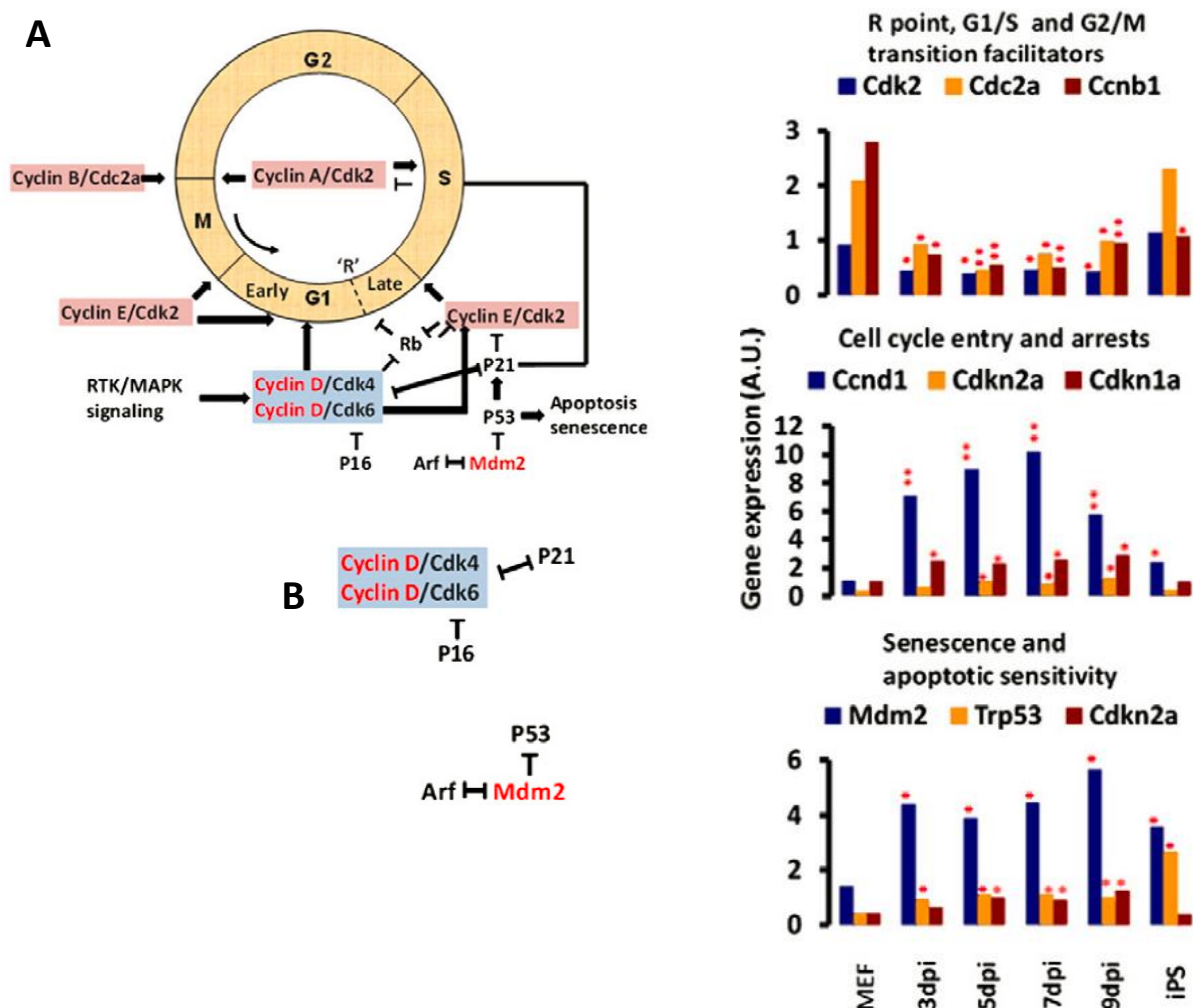 A
G2
S
M
Cyclin B/Cdc2a
Cyclin A/Cdk2
'R'
Early
G1
Late
Cyclin E/Cdk2
Cyclin E/Cdk2
Rb
P21
RTK/MAPK
signaling
Cyclin D/Cdk4
Cyclin D/Cdk6
P53
Apoptosis
senescence
P16
Arf
Mdm2
B
Cyclin D/Cdk4
Cyclin D/Cdk6
P21
P16
P53
Arf
Mdm2
R point, G1/S and G2/M
transition facilitators
Cdk2 Cdc2a Ccnb1
3
2
1
0
Cell cycle entry and arrests
Ccnd1 Cdkn2a Cdkn1a
12
10
8
6
4
2
0
Gene expression (A.U.)
Senescence and
apoptotic sensitivity
Mdm2 Trp53 Cdkn2a
6
4
2
0
MEF 3dpi 5dpi 7dpi 9dpi iPS